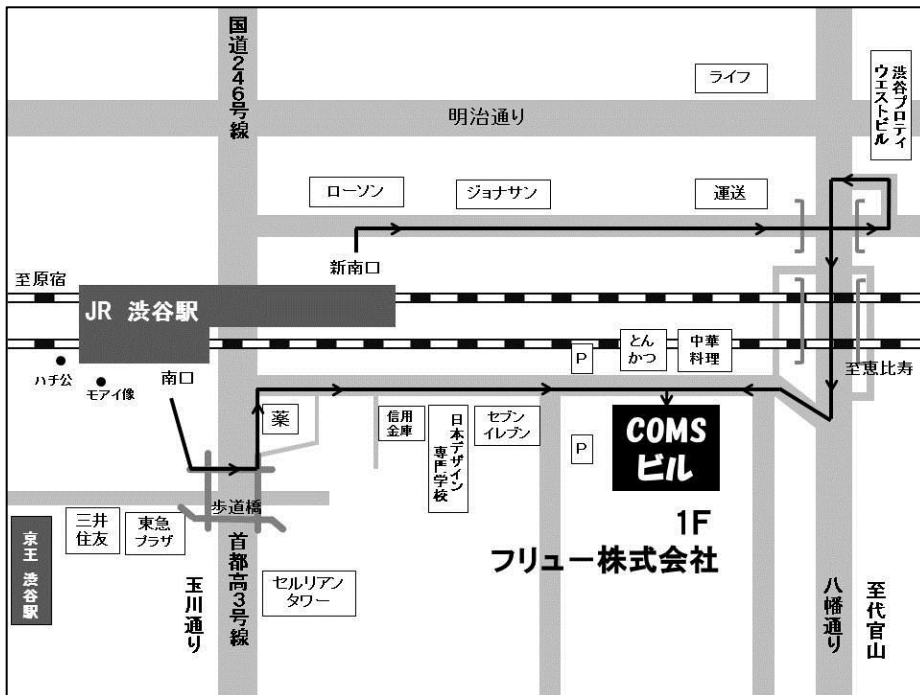 国道246号線
ライフ
渋谷プロティ
ウエストビル
明治通り
ローソン
ジョナサン
運送
新南口
至原宿
JR 渋谷駅
とん
かつ
中華
料理
P
至恵比寿
ハチ公
モアイ像
南口
薬
信用
金庫
日本デザイン
専門学校
セブン
イレブン
P
COMS
ビル
歩道橋
三井
住友
東急
プラザ
京王 渋谷駅
1F
フリュー株式会社
玉川通り
首都高3号線
セルリアン
タワー
八幡通り
至代官山